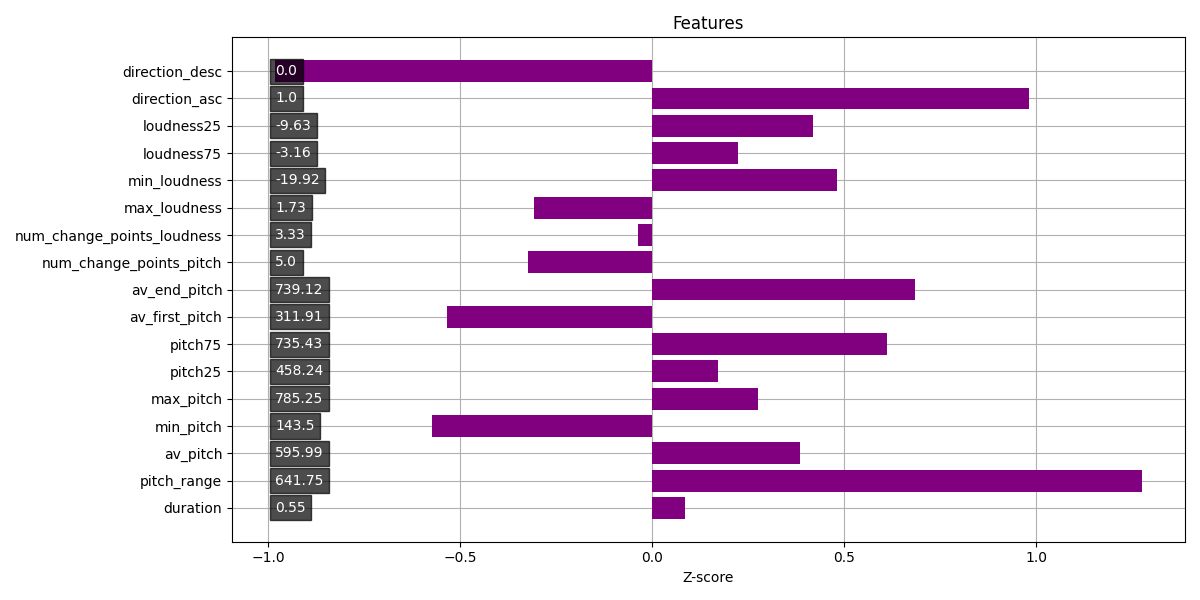 Features
direction_desc 0.0
direction_asc 1.0
loudness25 -9.63
loudness75 -3.16
min_loudness -19.92
max_loudness 1.73
num_change_points_loudness 3.33
num_change_points_pitch 5.0
av_end_pitch 739.12
av_first_pitch 311.91
pitch75 735.43
pitch25 458.24
max_pitch 785.25
min_pitch 143.5
av_pitch 595.99
pitch_range 641.75
duration 0.55
−1.0 −0.5 0.0 0.5 1.0
Z-score